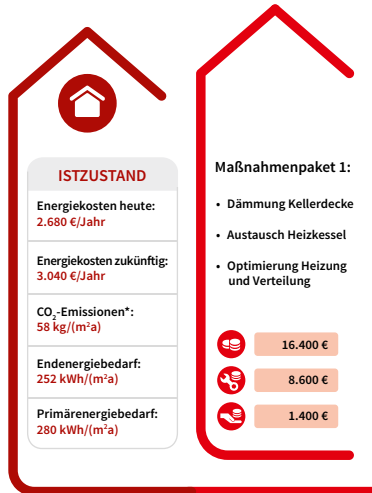 ISTZUSTAND
Energiekosten heute:
2.680 €/Jahr
Energiekosten zukünftig:
3.040 €/Jahr
CO₂-Emissionen*:
58 kg/(m²a)
Endenergiebedarf:
252 kWh/(m²a)
Primärenergiebedarf:
280 kWh/(m²a)
Maßnahmenpaket 1:
• Dämmung Kellerdecke
• Austausch Heizkessel
• Optimierung Heizung
und Verteilung
16.400 €
8.600 €
1.400 €